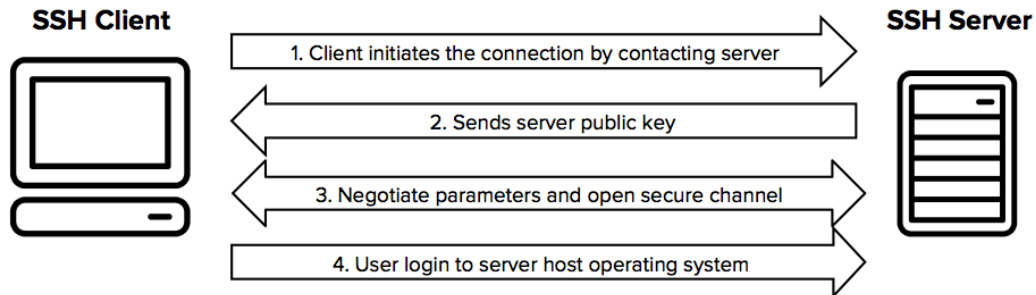 SSH Client
SSH Server
1. Client initiates the connection by contacting server
2. Sends server public key
3. Negotiate parameters and open secure channel
4. User login to server host operating system